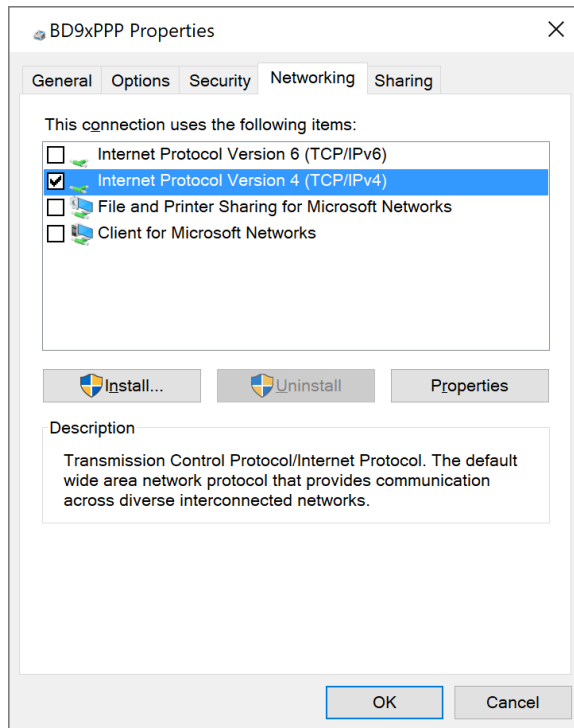 BD9xPPP Properties
General Options Security Networking Sharing
This connection uses the following items:
Internet Protocol Version 6 (TCP/IPv6)
Internet Protocol Version 4 (TCP/IPv4)
File and Printer Sharing for Microsoft Networks
Client for Microsoft Networks
Install... Uninstall Properties
Description
Transmission Control Protocol/Internet Protocol. The default
wide area network protocol that provides communication
across diverse interconnected networks.
OK Cancel